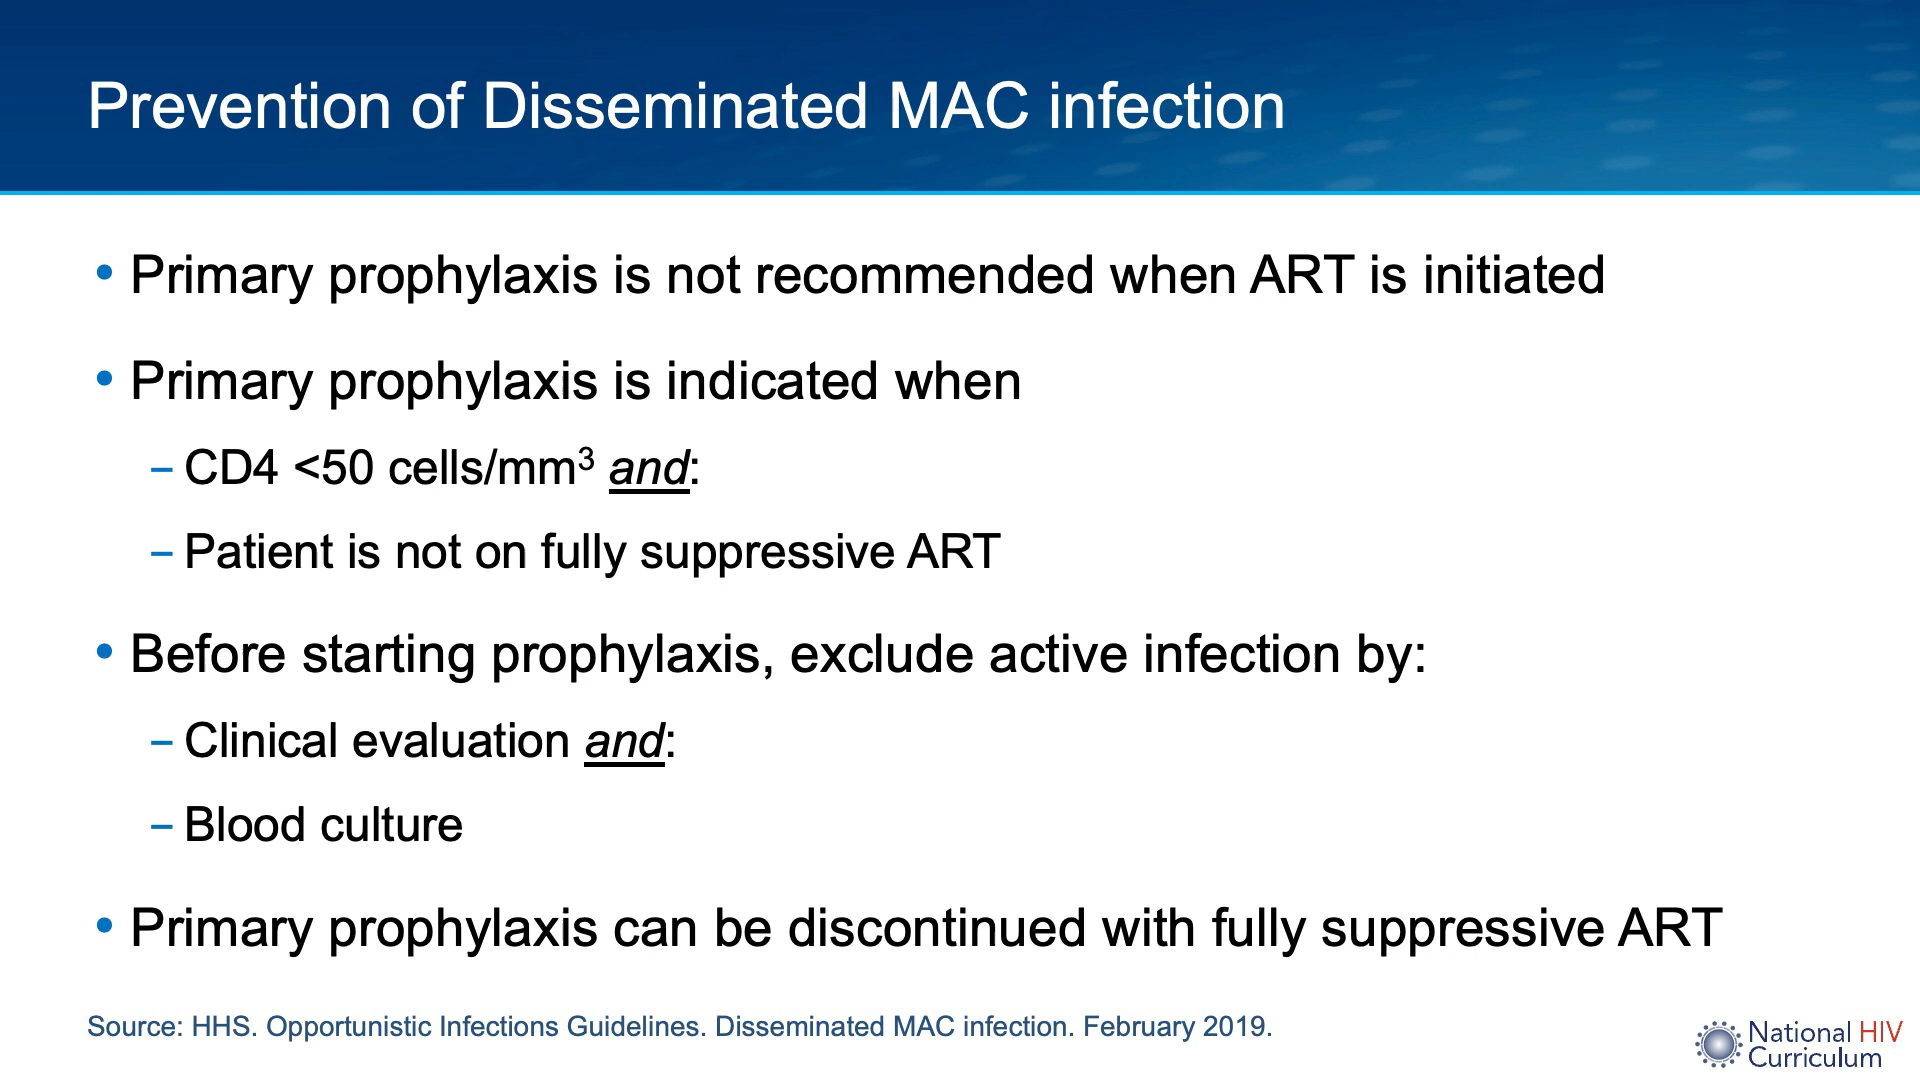 Prevention of Disseminated MAC infection
• Primary prophylaxis is not recommended when ART is initiated
• Primary prophylaxis is indicated when
– CD4 <50 cells/mm³ and:
– Patient is not on fully suppressive ART
• Before starting prophylaxis, exclude active infection by:
– Clinical evaluation and:
– Blood culture
• Primary prophylaxis can be discontinued with fully suppressive ART
Source: HHS. Opportunistic Infections Guidelines. Disseminated MAC infection. February 2019.
National HIV
Curriculum